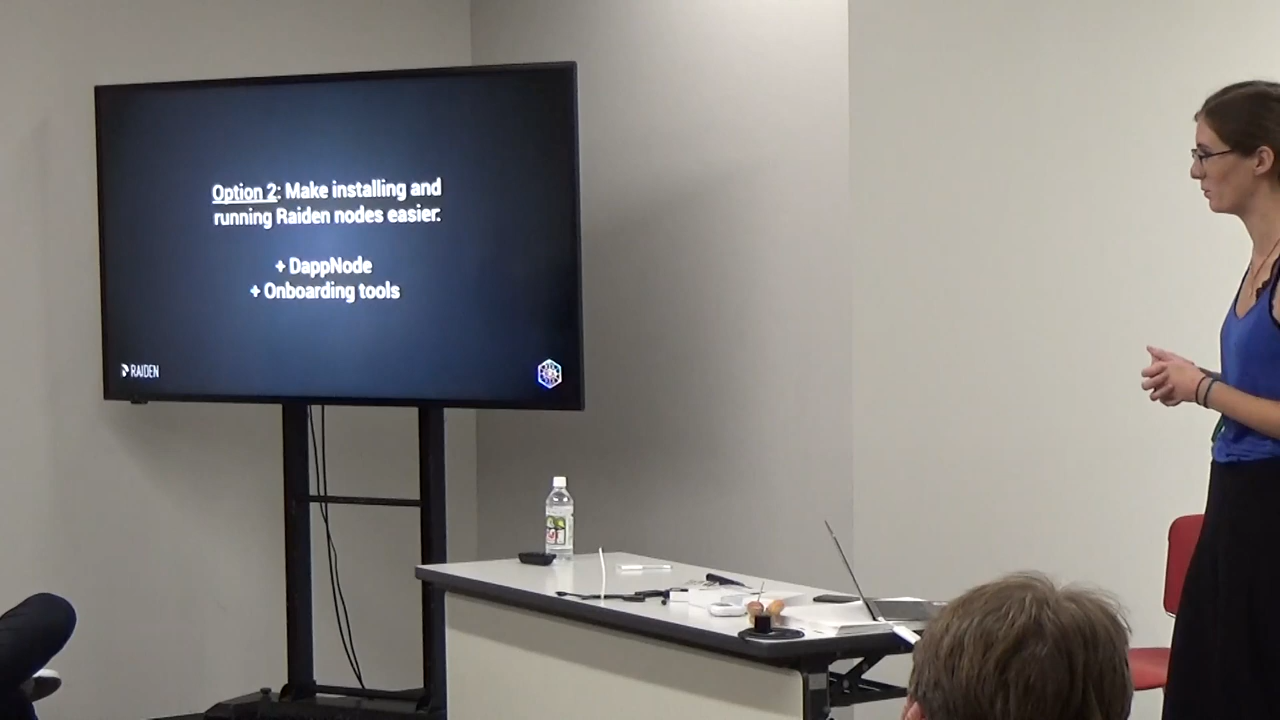 Option 2: Make installing and
running Raiden nodes easier:
+ DappNode
+ Onboarding tools
RAIDEN